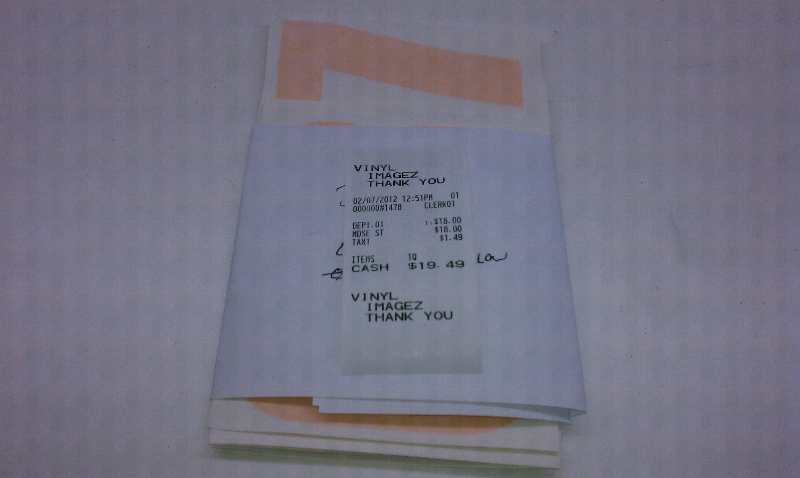 VINYL
IMAGEZ
THANK YOU
02/07/2012 12:51PM 01
000000#1478 CLERK01
DEPT.01 $18.00
MDSE ST $18.00
TAX1 $1.49
ITEMS 1Q
CASH $19.49
VINYL
IMAGEZ
THANK YOU